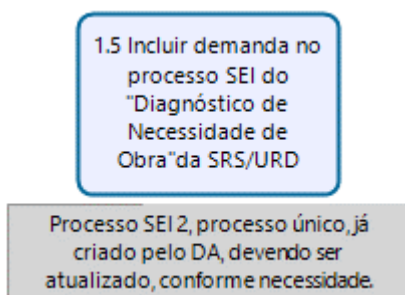 1.5 Incluir demanda no
processo SEI do
"Diagnóstico de
Necessidade de
Obra"da SRS/URD
Processo SEI 2, processo único, já
criado pelo DA, devendo ser
atualizado, conforme necessidade.